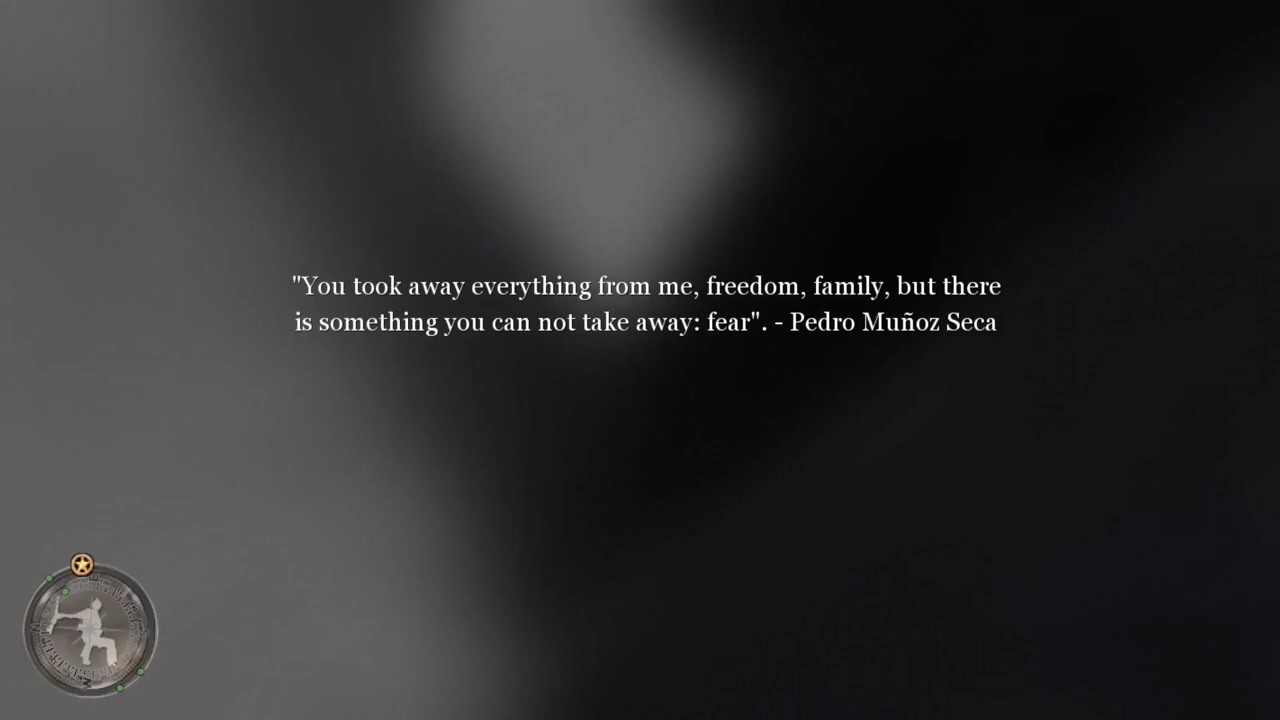 "You took away everything from me, freedom, family, but there
is something you can not take away: fear". - Pedro Muñoz Seca